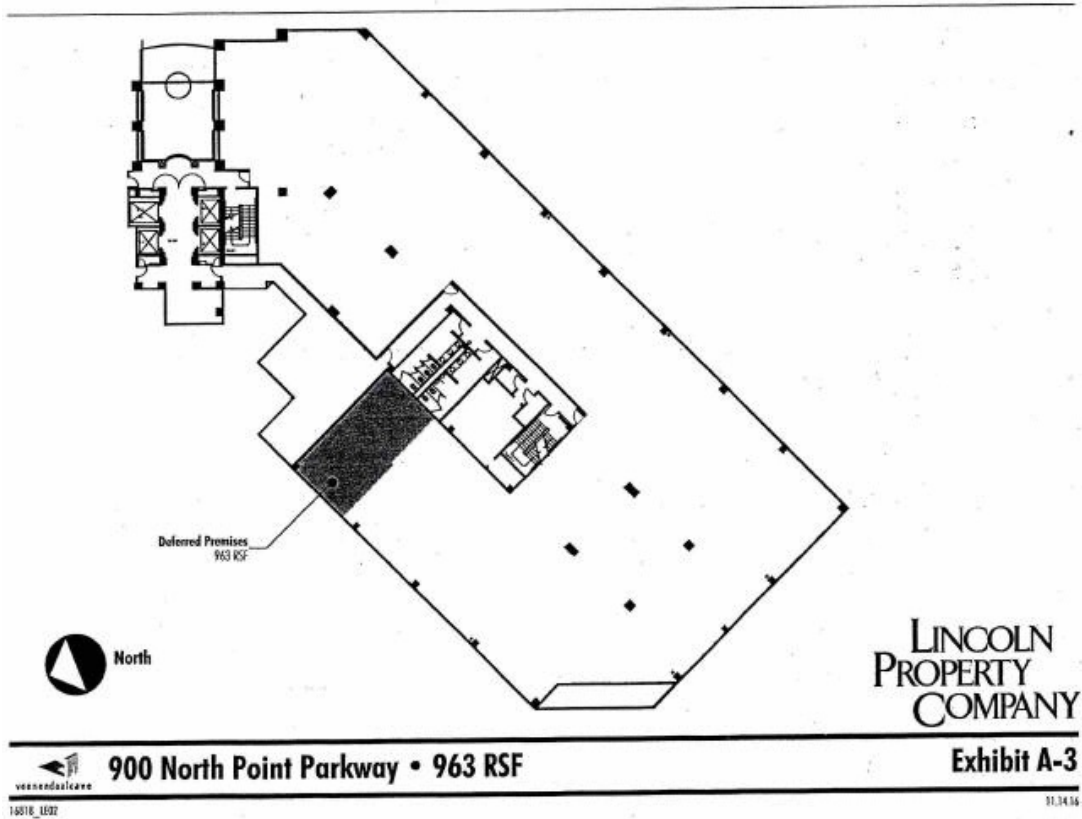 Deferred Premises
963 RSF
North
LINCOLN
PROPERTY
COMPANY
900 North Point Parkway • 963 RSF
Exhibit A-3
veenendaalcave
16818_LE02
11.14.16